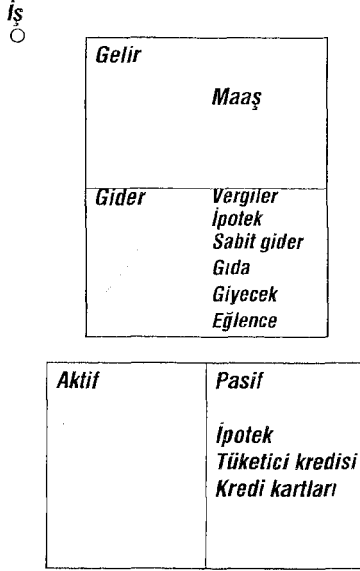 İş
Gelir
Maaş
Gider
Vergiler
İpotek
Sabit gider
Gıda
Giyecek
Eğlence
Aktif
Pasif
İpotek
Tüketici kredisi
Kredi kartları